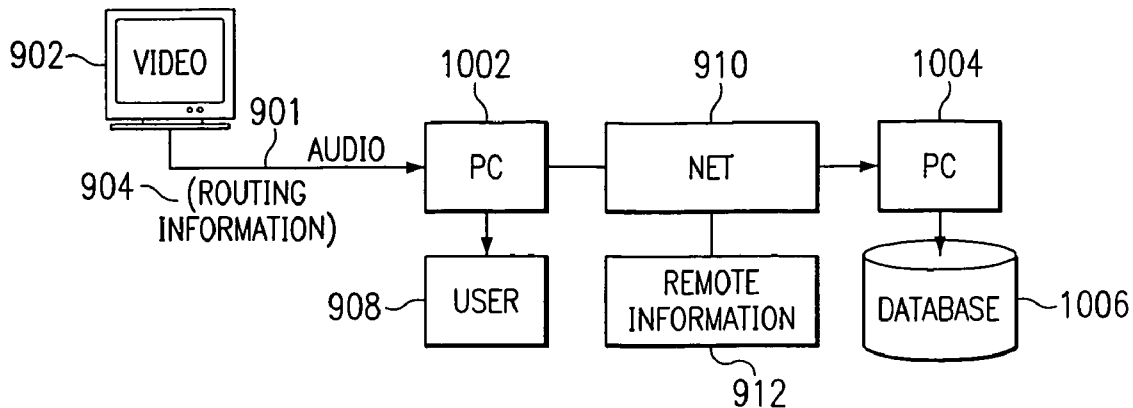 902
VIDEO
901
AUDIO
904
(ROUTING
INFORMATION)
1002
PC
910
NET
1004
PC
908
USER
REMOTE
INFORMATION
912
DATABASE
1006